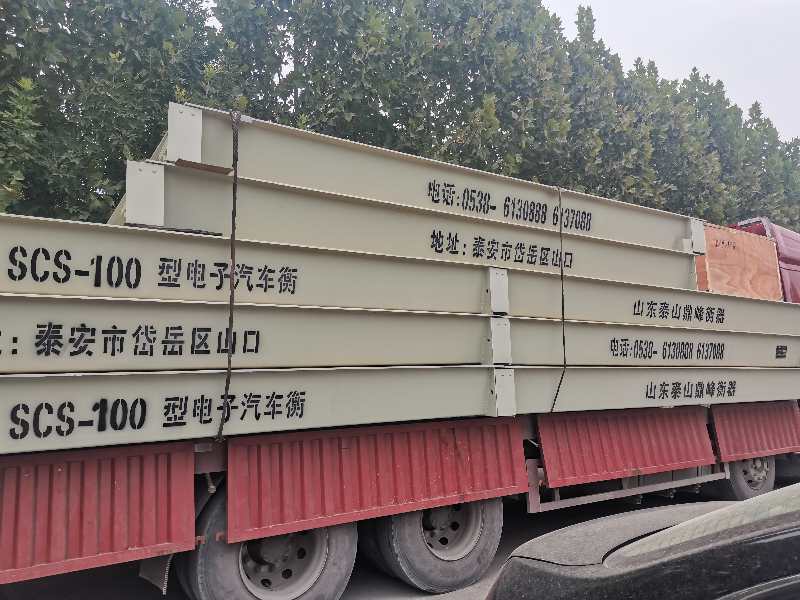 电话:0538- 6130888 6137088
地址: 泰安市岱岳区山口
SCS-100 型电子汽车衡
山东泰山鼎峰衡器
: 泰安市岱岳区山口
电话:0538- 6130888 6137088
SCS-100 型电子汽车衡
山东泰山鼎峰衡器